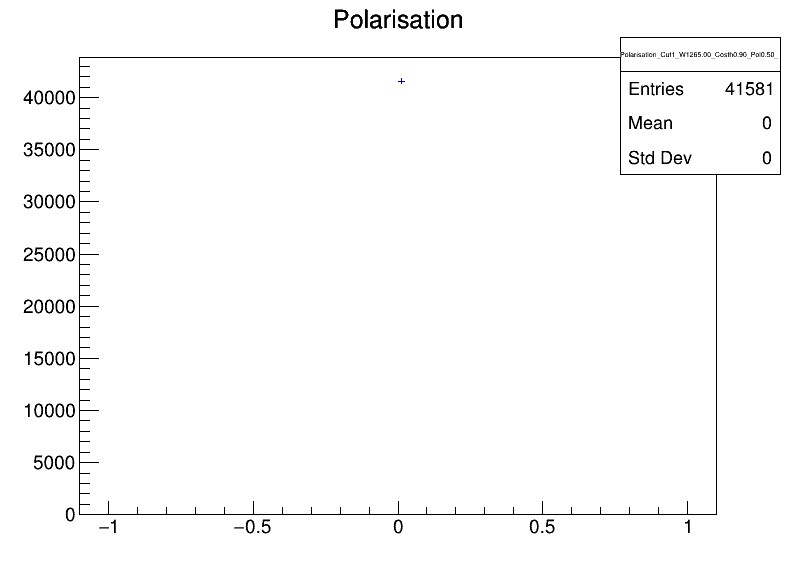 Polarisation
Polarisation_Cut1_W1265.00_Costh0.90_Pol0.50_
Entries 41581
Mean 0
Std Dev 0
40000
35000
30000
25000
20000
15000
10000
5000
0
−1 −0.5 0 0.5 1